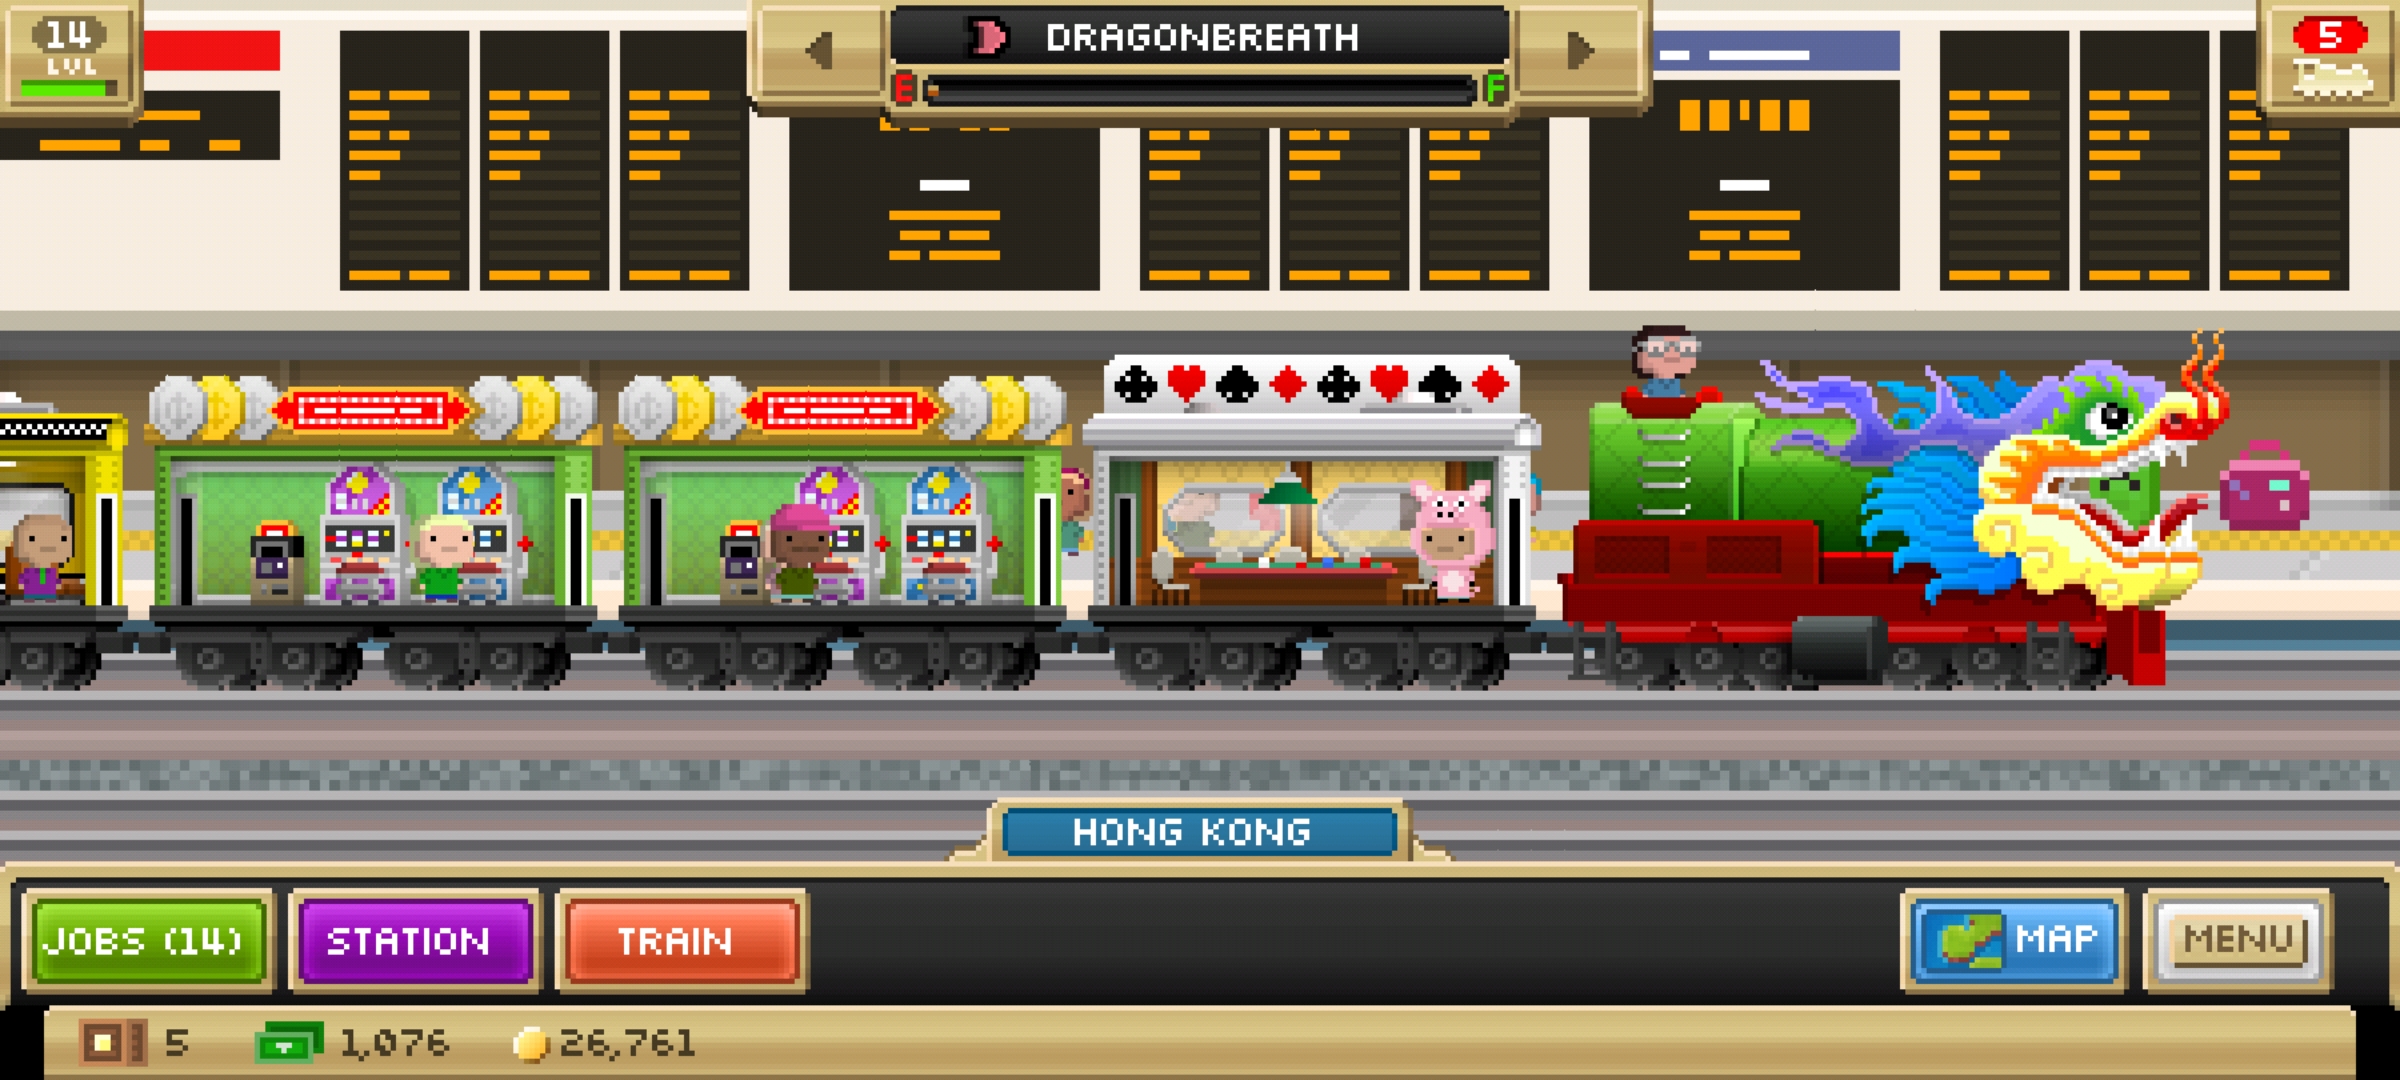 14
LVL
DRAGONBREATH
E
F
5
HONG KONG
JOBS (14)
STATION
TRAIN
MAP
MENU
5
1,076
26,761